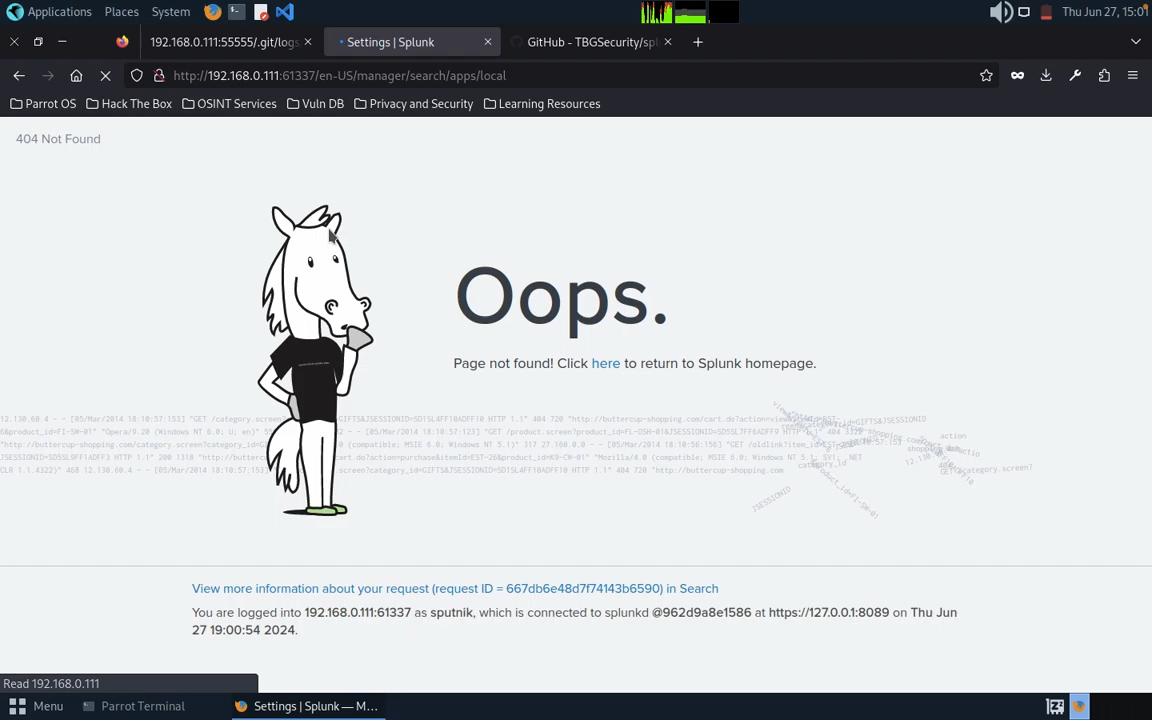 Applications Places System
Thu Jun 27, 15:01
192.168.0.111:55555/.git/logs
Settings | Splunk
GitHub - TBGSecurity/spl
http://192.168.0.111:61337/en-US/manager/search/apps/local
Parrot OS Hack The Box OSINT Services Vuln DB Privacy and Security Learning Resources
404 Not Found
Oops.
Page not found! Click here to return to Splunk homepage.
View more information about your request (request ID = 667db6e48d7f74143b6590) in Search
You are logged into 192.168.0.111:61337 as sputnik, which is connected to splunkd @962d9a8e1586 at https://127.0.0.1:8089 on Thu Jun
27 19:00:54 2024.
Read 192.168.0.111
Menu Parrot Terminal Settings | Splunk — M...